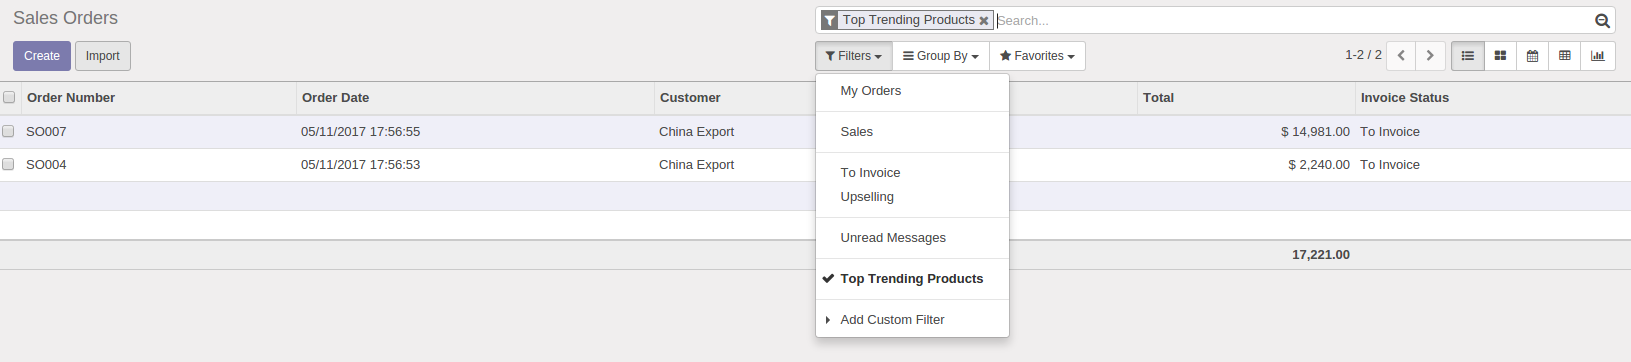 Sales Orders
Top Trending Products Search...
Create Import
Filters Group By Favorites 1-2 / 2
Order Number Order Date Customer Total Invoice Status
SO007 05/11/2017 17:56:55 China Export $ 14,981.00 To Invoice
SO004 05/11/2017 17:56:53 China Export $ 2,240.00 To Invoice
17,221.00
My Orders
Sales
To Invoice
Upselling
Unread Messages
Top Trending Products
Add Custom Filter